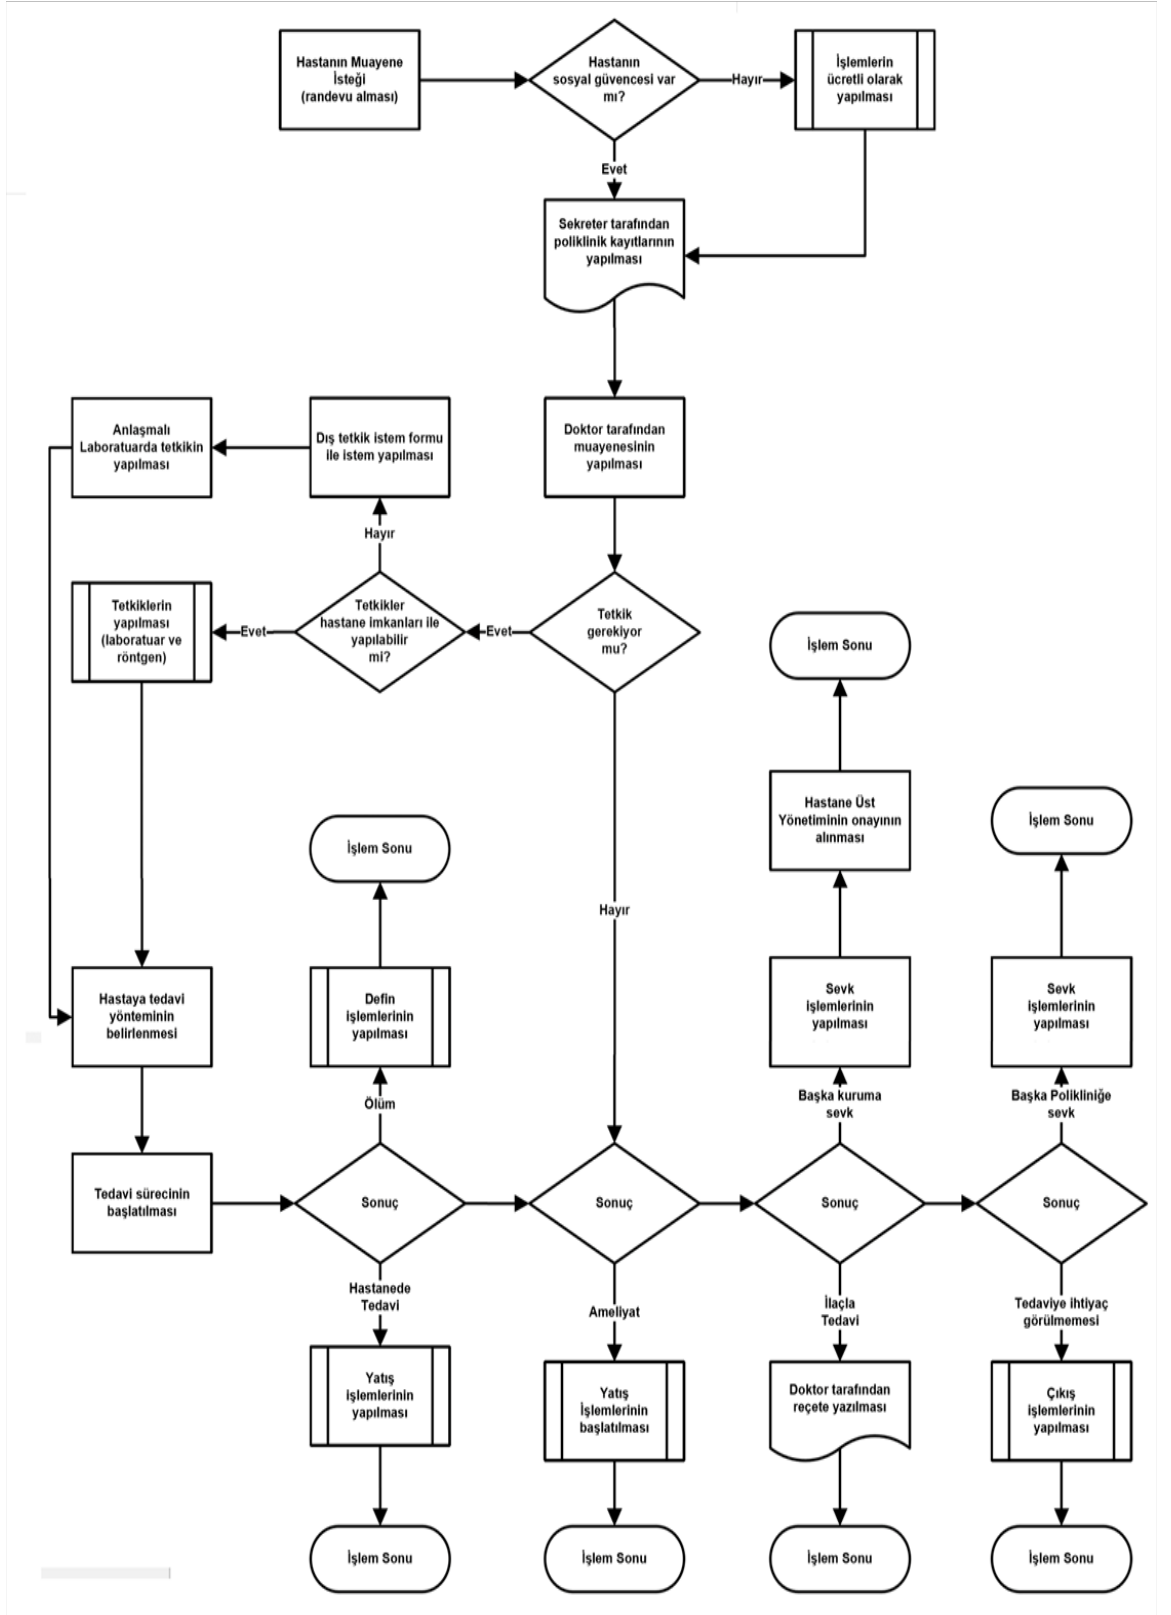 Hastanın Muayene
İsteği
(randevu alması)
Hastanın
sosyal güvencesi var
mı?
Hayır
İşlemlerin
ücretli olarak
yapılması
Evet
Sekreter tarafından
poliklinik kayıtlarının
yapılması
Anlaşmalı
Laboratuarda tetkikin
yapılması
Dış tetkik istem formu
ile istem yapılması
Doktor tarafından
muayenesinin
yapılması
Hayır
Tetkiklerin
yapılması
(laboratuar ve
röntgen)
Evet
Tetkikler
hastane imkanları ile
yapılabilir
mi?
Evet
Tetkik
gerekiyor
mu?
İşlem Sonu
Hastane Üst
Yönetiminin onayının
alınması
İşlem Sonu
İşlem Sonu
Hayır
Hastaya tedavi
yönteminin
belirlenmesi
Defin
işlemlerinin
yapılması
Sevk
işlemlerinin
yapılması
Sevk
işlemlerinin
yapılması
Ölüm
Başka kuruma
sevk
Başka Polikliniğe
sevk
Tedavi sürecinin
başlatılması
Sonuç
Sonuç
Sonuç
Sonuç
Hastanede
Tedavi
Ameliyat
İlaçla
Tedavi
Tedaviye ihtiyaç
görülmemesi
Yatış
işlemlerinin
yapılması
Yatış
İşlemlerinin
başlatılması
Doktor tarafından
reçete yazılması
Çıkış
işlemlerinin
yapılması
İşlem Sonu
İşlem Sonu
İşlem Sonu
İşlem Sonu